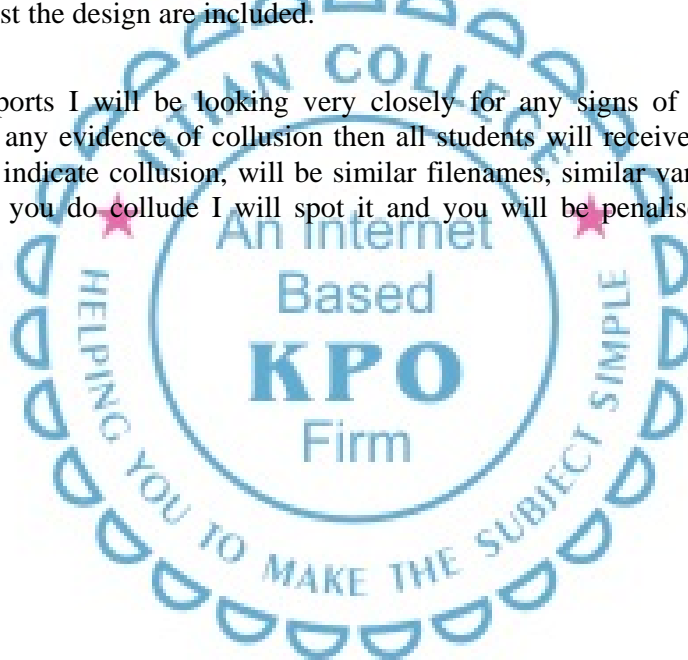 st the design are included.
ports I will be looking very closely for any signs of
any evidence of collusion then all students will receive
indicate collusion, will be similar filenames, similar var
you do collude I will spot it and you will be penalis
COLLEGE
An Internet
Based
KPO
Firm
HELPING YOU TO MAKE THE SUBJECT SIMPLE